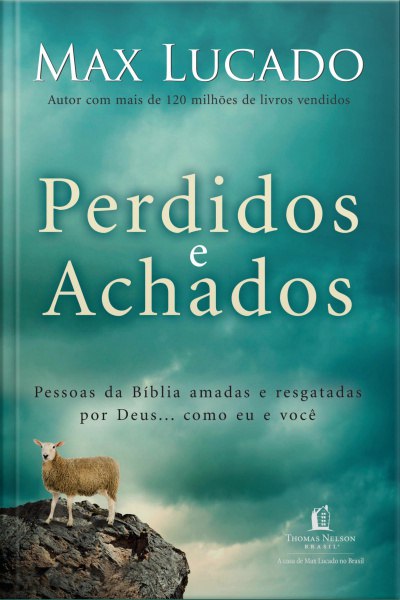 MAX LUCADO
Autor com mais de 120 milhões de livros vendidos
Perdidos
e
Achados
Pessoas da Bíblia amadas e resgatadas
por Deus... como eu e você
THOMAS NELSON
BRASIL®
A casa de Max Lucado no Brasil